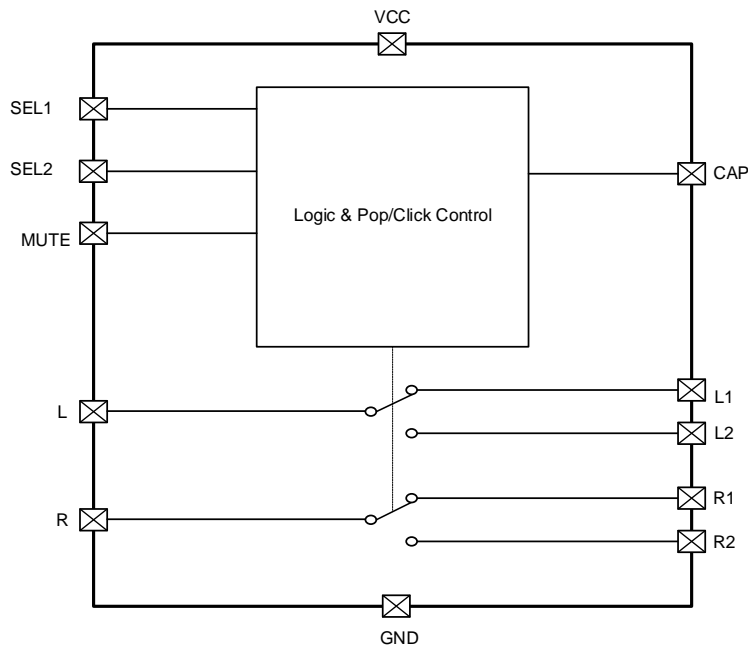 VCC
SEL1
SEL2
CAP
Logic & Pop/Click Control
MUTE
L1
L
L2
R1
R
R2
GND